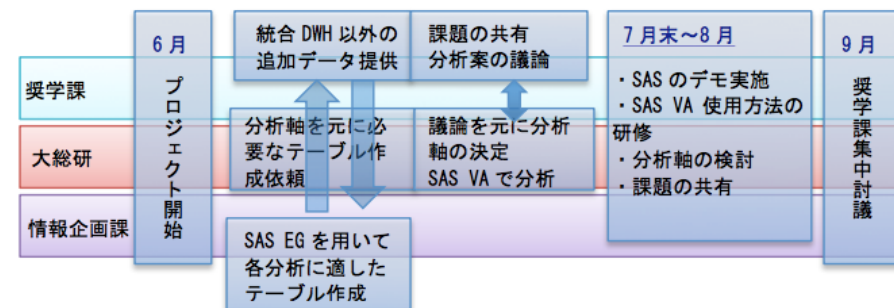 奨学課
大総研
情報企画課
6月
プロジェクト開始
統合 DWH 以外の
追加データ提供
分析軸を元に必
要なテーブル作
成依頼
SAS EG を用いて
各分析に適した
テーブル作成
課題の共有
分析案の議論
議論を元に分析
軸の決定
SAS VA で分析
7月末~8月
・SAS のデモ実施
・SAS VA 使用方法の
研修
・分析軸の検討
・課題の共有
9月
奨学課集中討議